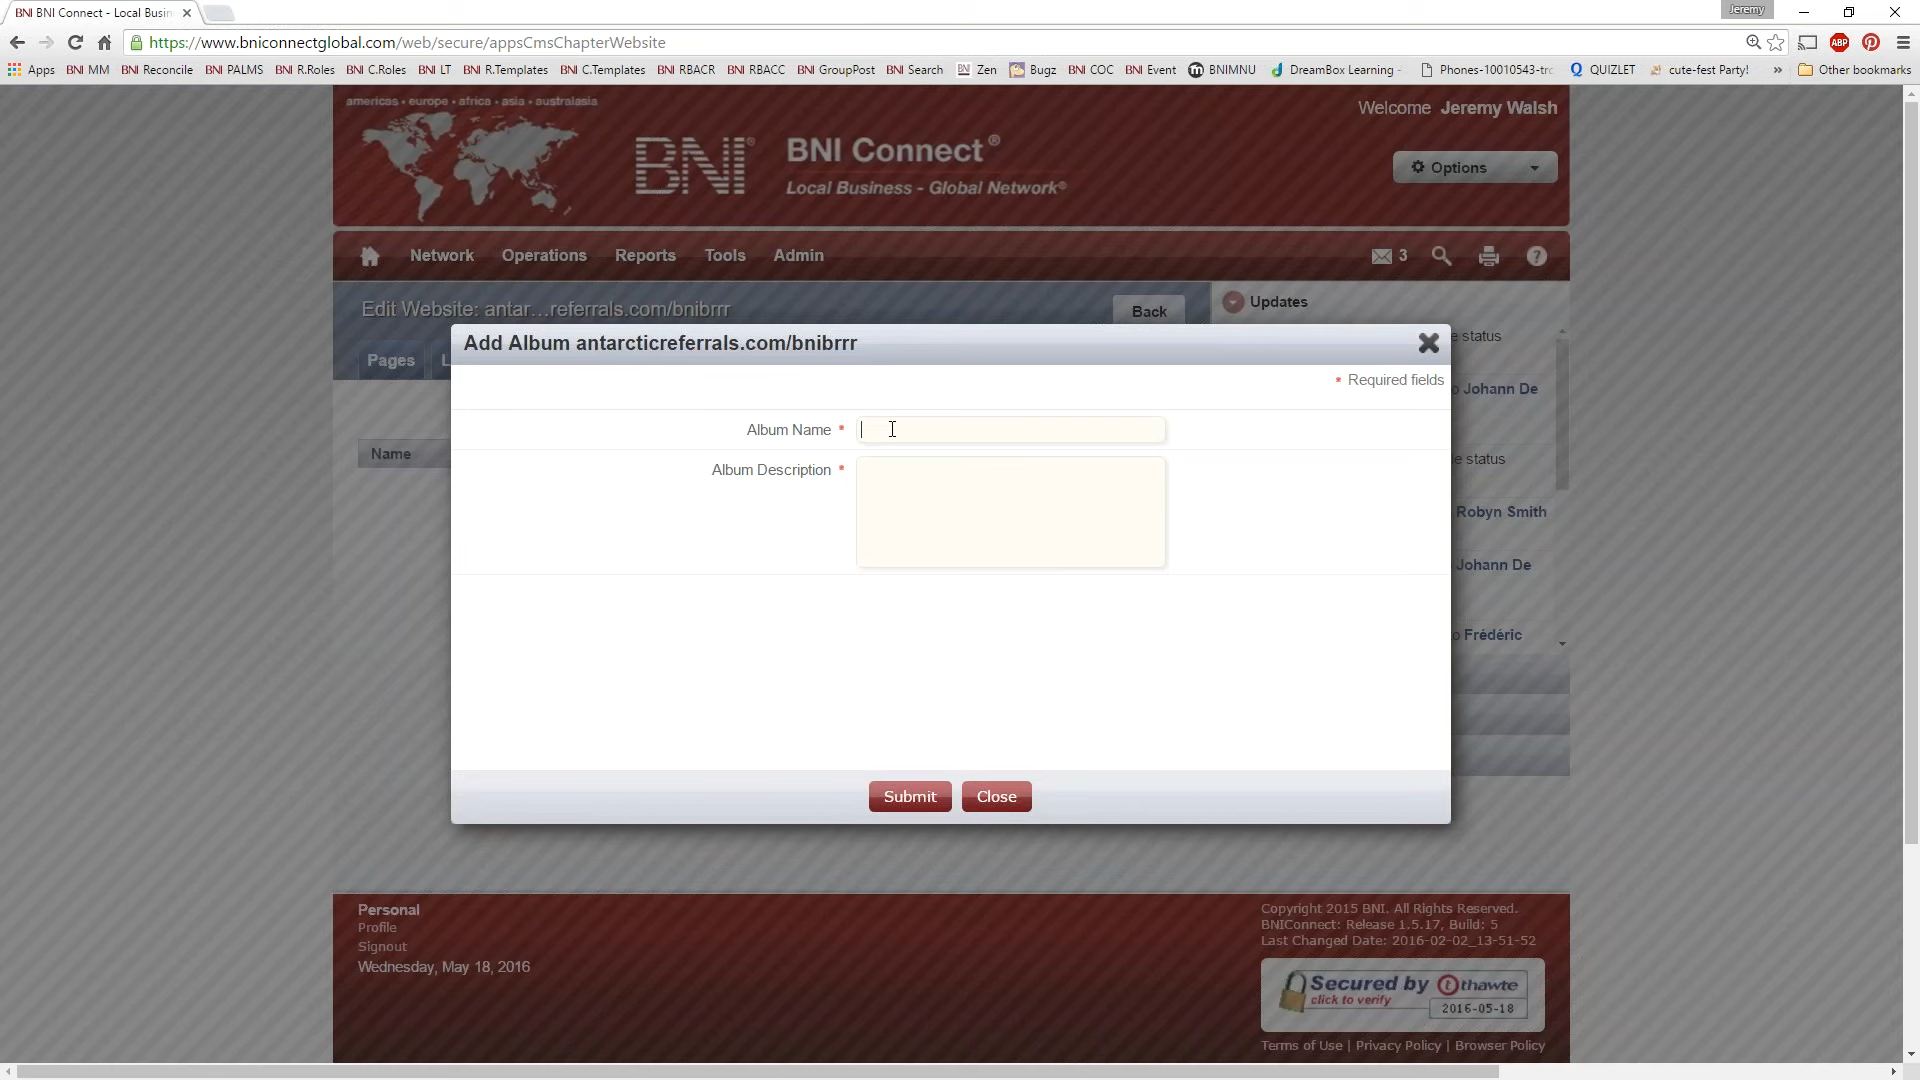 BNI BNI Connect - Local Busin
Jeremy
https://www.bniconnectglobal.com/web/secure/appsCmsChapterWebsite
ABP
Apps BNI MM BNI Reconcile BNI PALMS BNI R.Roles BNI C.Roles BNI LT BNI R.Templates BNI C.Templates BNI RBACR BNI RBACC BNI GroupPost BNI Search BNI Zen Bugz BNI COC BNI Event BNIMNU DreamBox Learning - Phones-10010543-trc QUIZLET cute-fest Party! » Other bookmarks
americas • europe • africa • asia • australasia
Welcome Jeremy Walsh
BNI® BNI Connect®
Local Business - Global Network®
Options
Network Operations Reports Tools Admin 3
Edit Website: antar...referrals.com/bnibrrr
Back
Updates
Pages L
Name
Add Album antarcticreferrals.com/bnibrrr
* Required fields
Album Name *
Album Description *
Submit Close
e status
o Johann De
le status
Robyn Smith
Johann De
o Frédéric
Personal
Profile
Signout
Wednesday, May 18, 2016
Copyright 2015 BNI. All Rights Reserved.
BNIConnect: Release 1.5.17, Build: 5
Last Changed Date: 2016-02-02_13-51-52
Secured by thawte
click to verify
2016-05-18
Terms of Use | Privacy Policy | Browser Policy